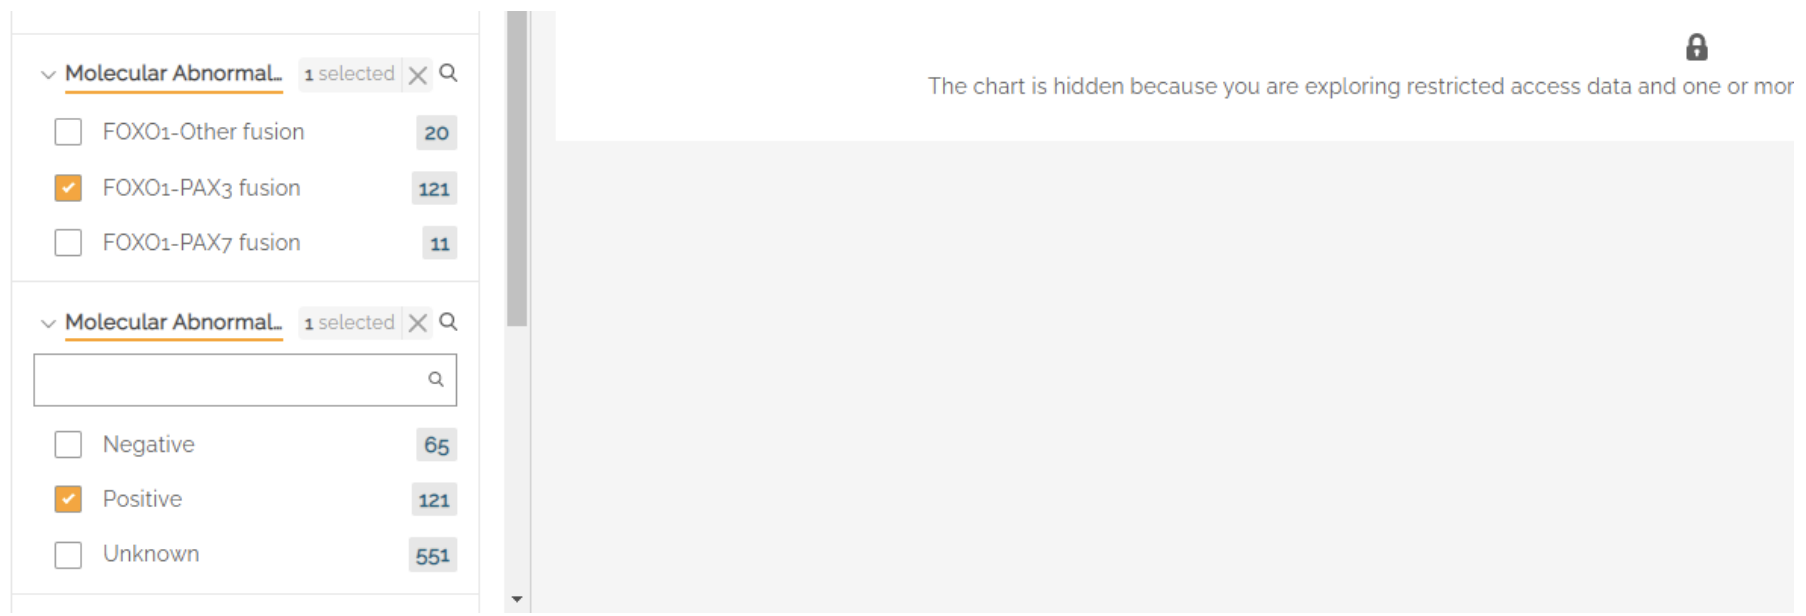 Molecular Abnormal... 1 selected
FOXO1-Other fusion 20
FOXO1-PAX3 fusion 121
FOXO1-PAX7 fusion 11
Molecular Abnormal... 1 selected
Negative 65
Positive 121
Unknown 551
The chart is hidden because you are exploring restricted access data and one or mor